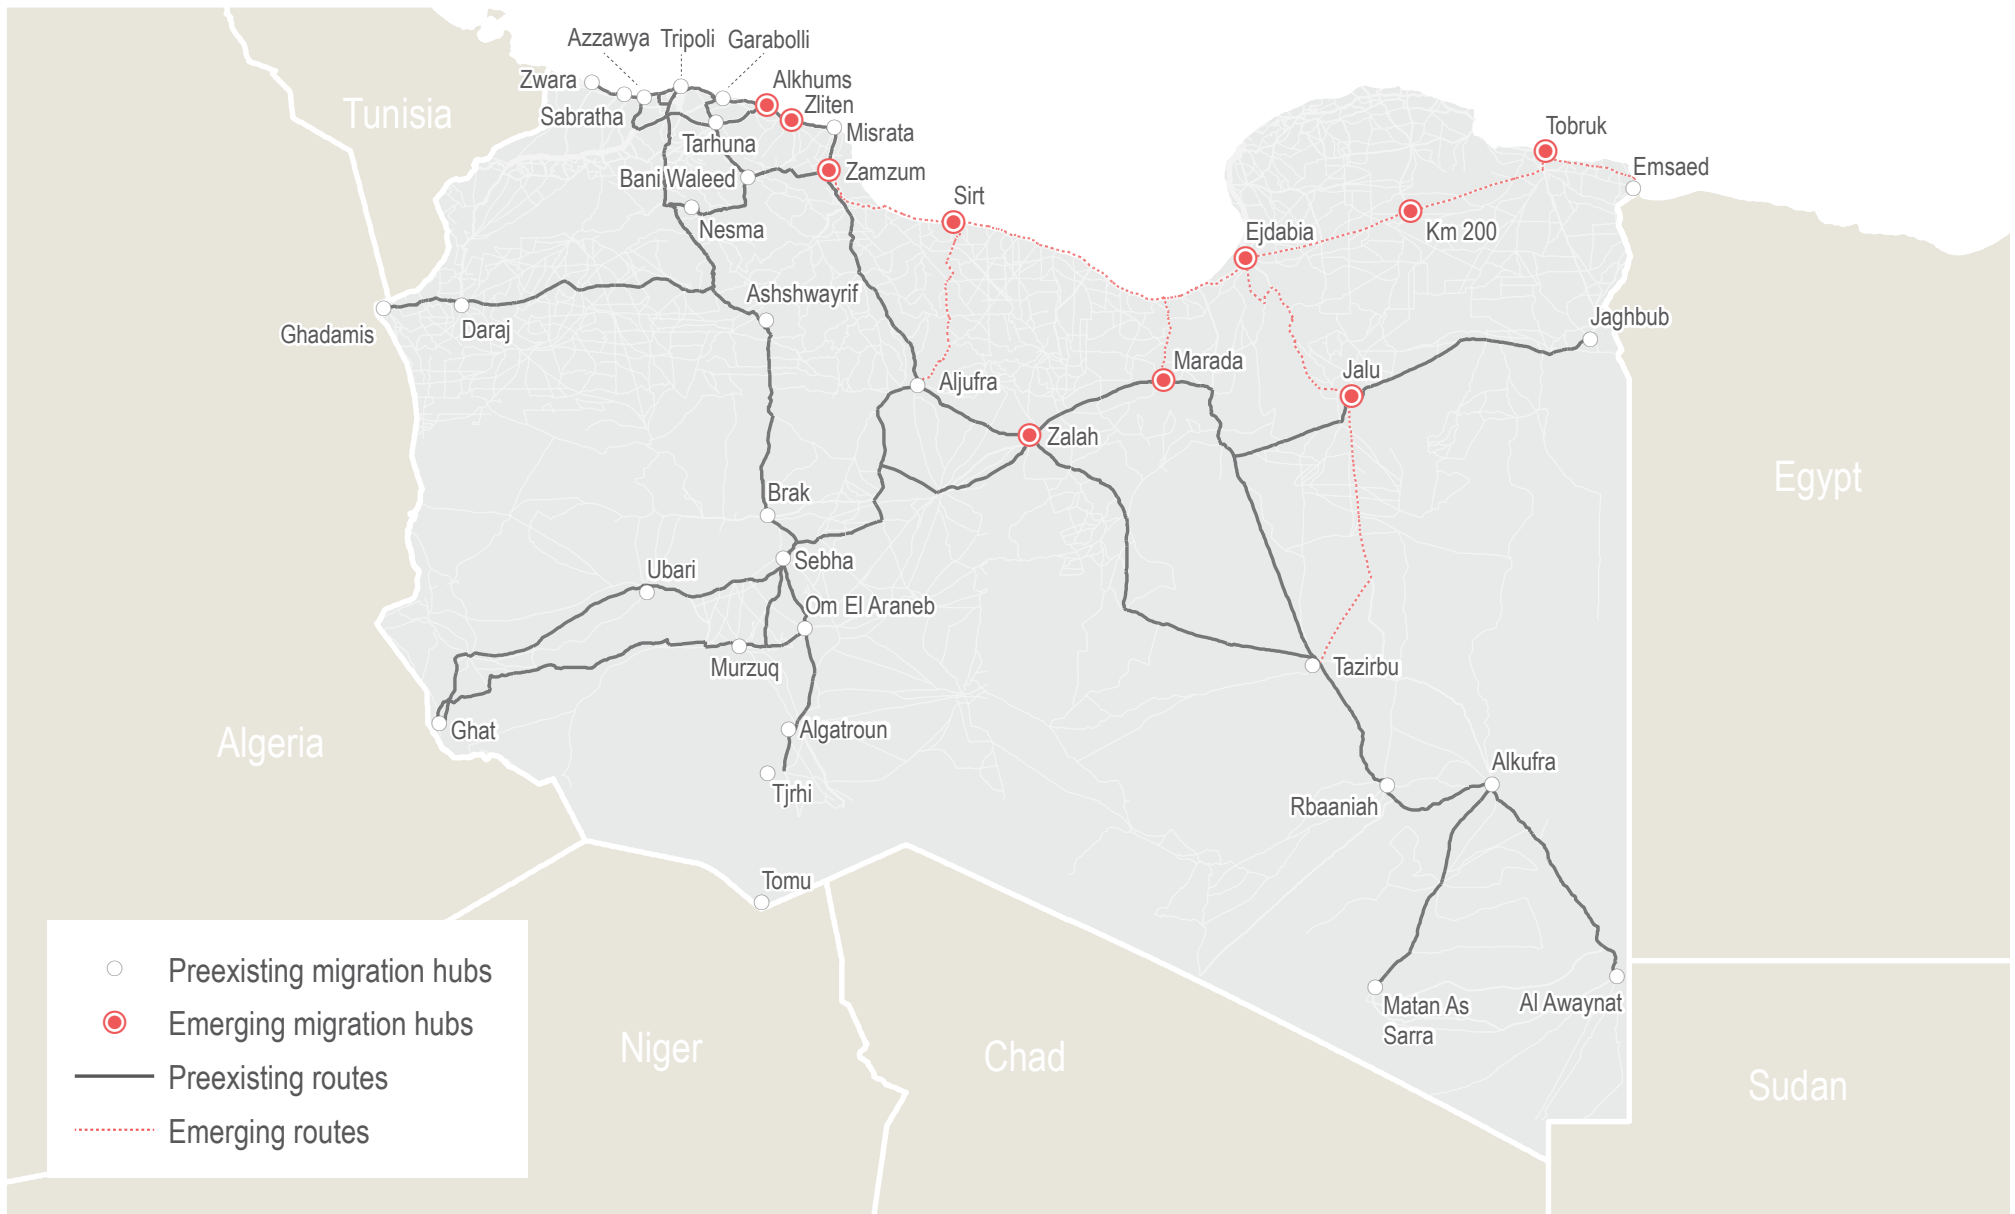 Azzawya
Tripoli
Garabolli
Zwara
Alkhums
Sabratha
Zliten
Tunisia
Misrata
Tobruk
Tarhuna
Emsaed
Bani Waleed
Zamzum
Sirt
Nesma
Ejdabia
Km 200
Ashshwayrif
Ghadamis
Daraj
Jaghbub
Marada
Jalu
Aljufra
Zalah
Egypt
Brak
Sebha
Ubari
Om El Araneb
Murzuq
Tazirbu
Ghat
Algatroun
Algeria
Alkufra
Tjrhi
Rbaaniah
Tomu
Matan As
Sarra
Al Awaynat
Niger
Chad
Sudan
Preexisting migration hubs
Emerging migration hubs
Preexisting routes
Emerging routes